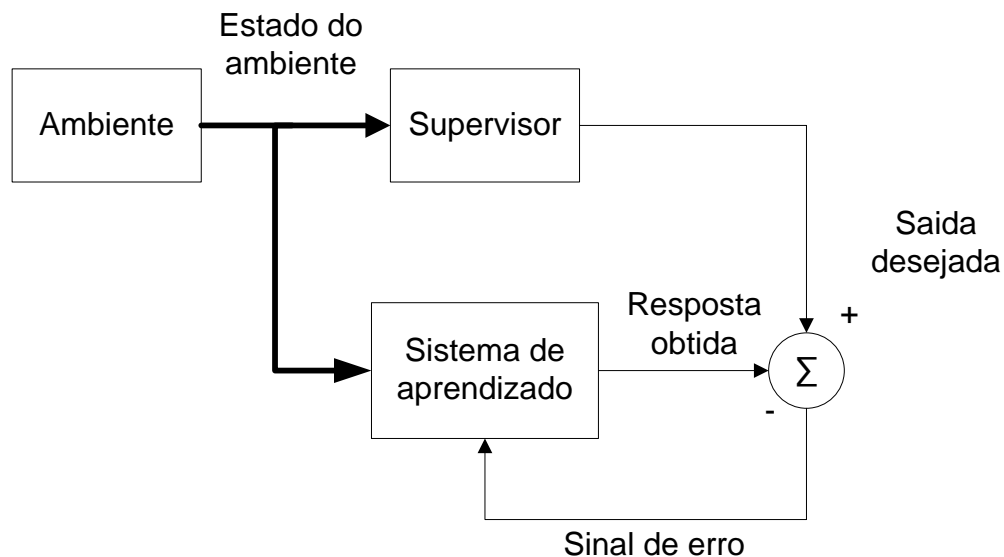 Estado do
ambiente
Ambiente
Supervisor
Saida
desejada
+
Resposta
obtida
Sistema de
aprendizado
Σ
-
Sinal de erro